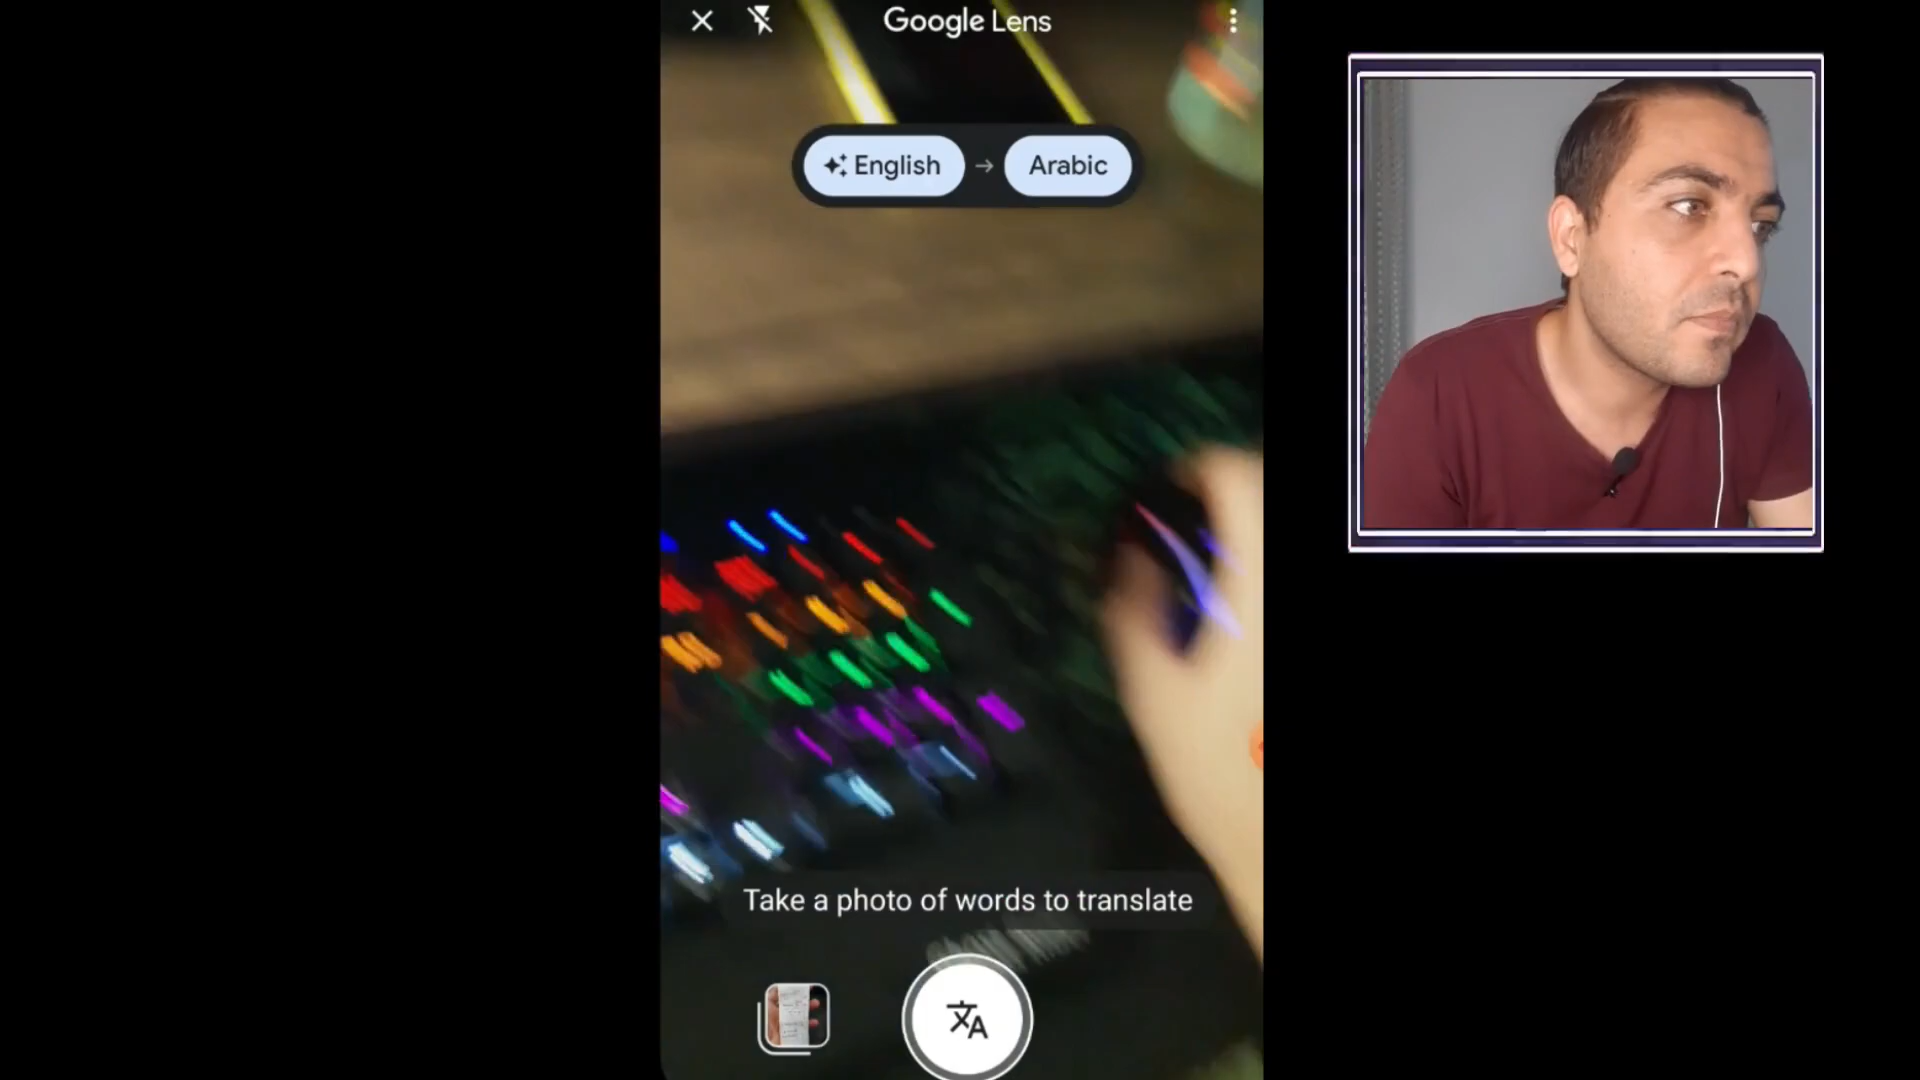 Google Lens
English → Arabic
Take a photo of words to translate